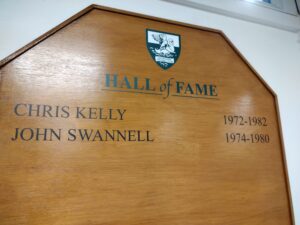 HALL of FAME
CHRIS KELLY 1972-1982
JOHN SWANNELL 1974-1980